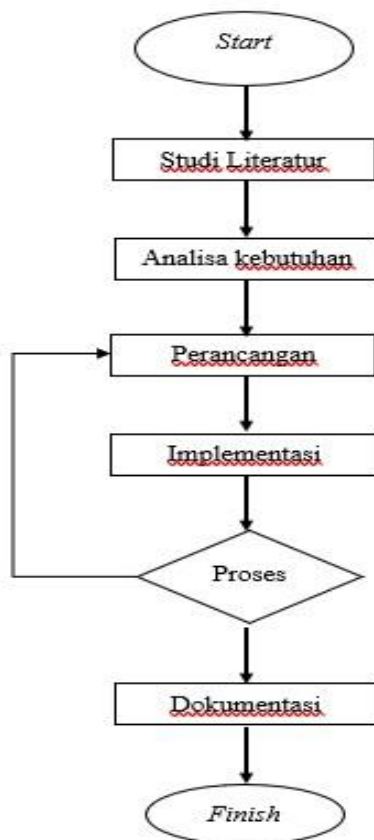 Start
Studi Literatur
Analisa kebutuhan
Perancangan
Implementasi
Proses
Dokumentasi
Finish